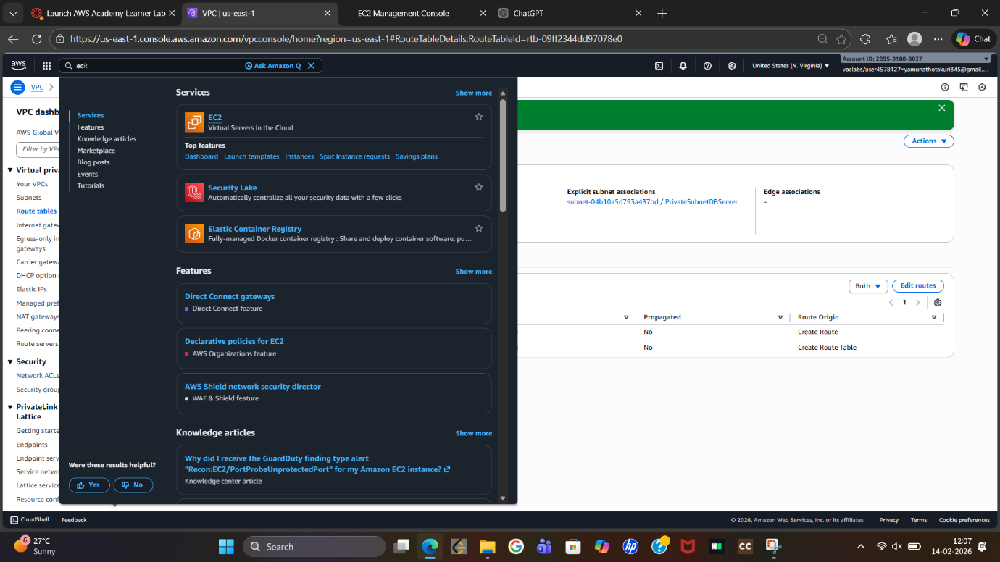 Launch AWS Academy Learner Lab
VPC | us-east-1
EC2 Management Console
ChatGPT
https://us-east-1.console.aws.amazon.com/vpcconsole/home?region=us-east-1#RouteTableDetails:RouteTableId=rtb-09ff2344dd97078e0
Chat
aws
ecR
Ask Amazon Q
United States (N. Virginia)
Account ID: 2895-9180-8037
voclabs/user4578127=yamunathotakuri345@gmail....
VPC
VPC dashb
AWS Global V
Filter by VP
Virtual priv
Your VPCs
Subnets
Route tables
Internet gatew
Egress-only in
gateways
Carrier gatewa
DHCP option s
Elastic IPs
Managed pref
NAT gateways
Peering conne
Route servers
Security
Network ACLs
Security group
PrivateLink
Lattice
Getting starte
Endpoints
Endpoint serv
Service netwo
Lattice service
Resource conf
Services
Features
Knowledge articles
Marketplace
Blog posts
Events
Tutorials
Were these results helpful?
Yes
No
Services
Show more
EC2
Virtual Servers in the Cloud
Top features
Dashboard Launch templates Instances Spot Instance requests Savings plans
Security Lake
Automatically centralize all your security data with a few clicks
Elastic Container Registry
Fully-managed Docker container registry : Share and deploy container software, pu...
Features
Show more
Direct Connect gateways
Direct Connect feature
Declarative policies for EC2
AWS Organizations feature
AWS Shield network security director
WAF & Shield feature
Knowledge articles
Show more
Why did I receive the GuardDuty finding type alert
"Recon:EC2/PortProbeUnprotectedPort" for my Amazon EC2 instance?
Knowledge center article
Actions
Explicit subnet associations
subnet-04b10a5d793a437bd / PrivateSubnetDBServer
Edge associations
–
Both
Edit routes
1
Propagated
Route Origin
No
Create Route
No
Create Route Table
CloudShell
Feedback
© 2026, Amazon Web Services, Inc. or its affiliates.
Privacy
Terms
Cookie preferences
6
27°C
Sunny
Search
hp
CC
12:07
14-02-2026